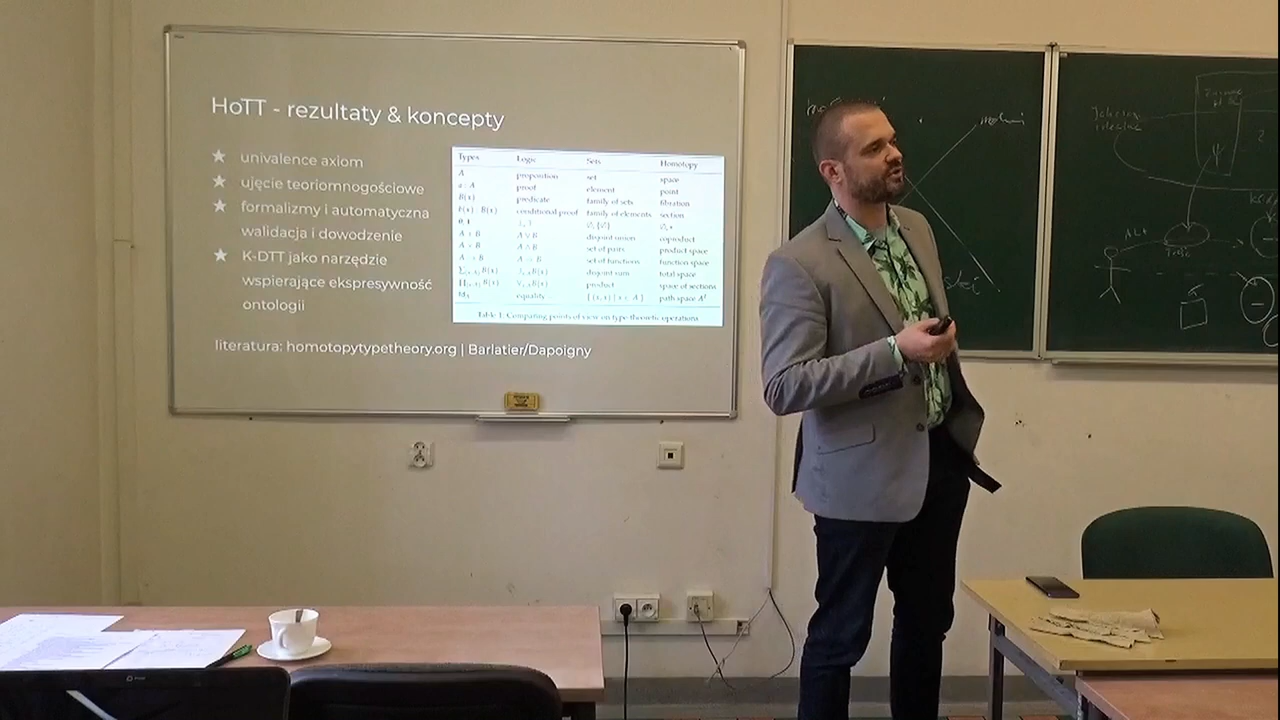 HoTT - rezultaty & koncepty
★ univalence axiom
★ ujęcie teoriomnogościowe
★ formalizmy i automatyczna
walidacja i dowodzenie
★ K-DTT jako narzędzie
wspierające ekspresywność
ontologii
Types Logic Sets Homotopy
A proposition set space
a : A proof element point
B(x) predicate family of sets fibration
b(x) : B(x) conditional proof family of elements section
0, 1 ⊥, ⊤ ∅, {∅} ∅, *
A + B A ∨ B disjoint union coproduct
A × B A ∧ B set of pairs product space
A → B set of functions function space
disjoint sum total space
product space of sections
equality path space
Table 1: Comparing points of view on type-theoretic operations
literatura: homotopytypetheory.org | Barlatier/Dapoigny